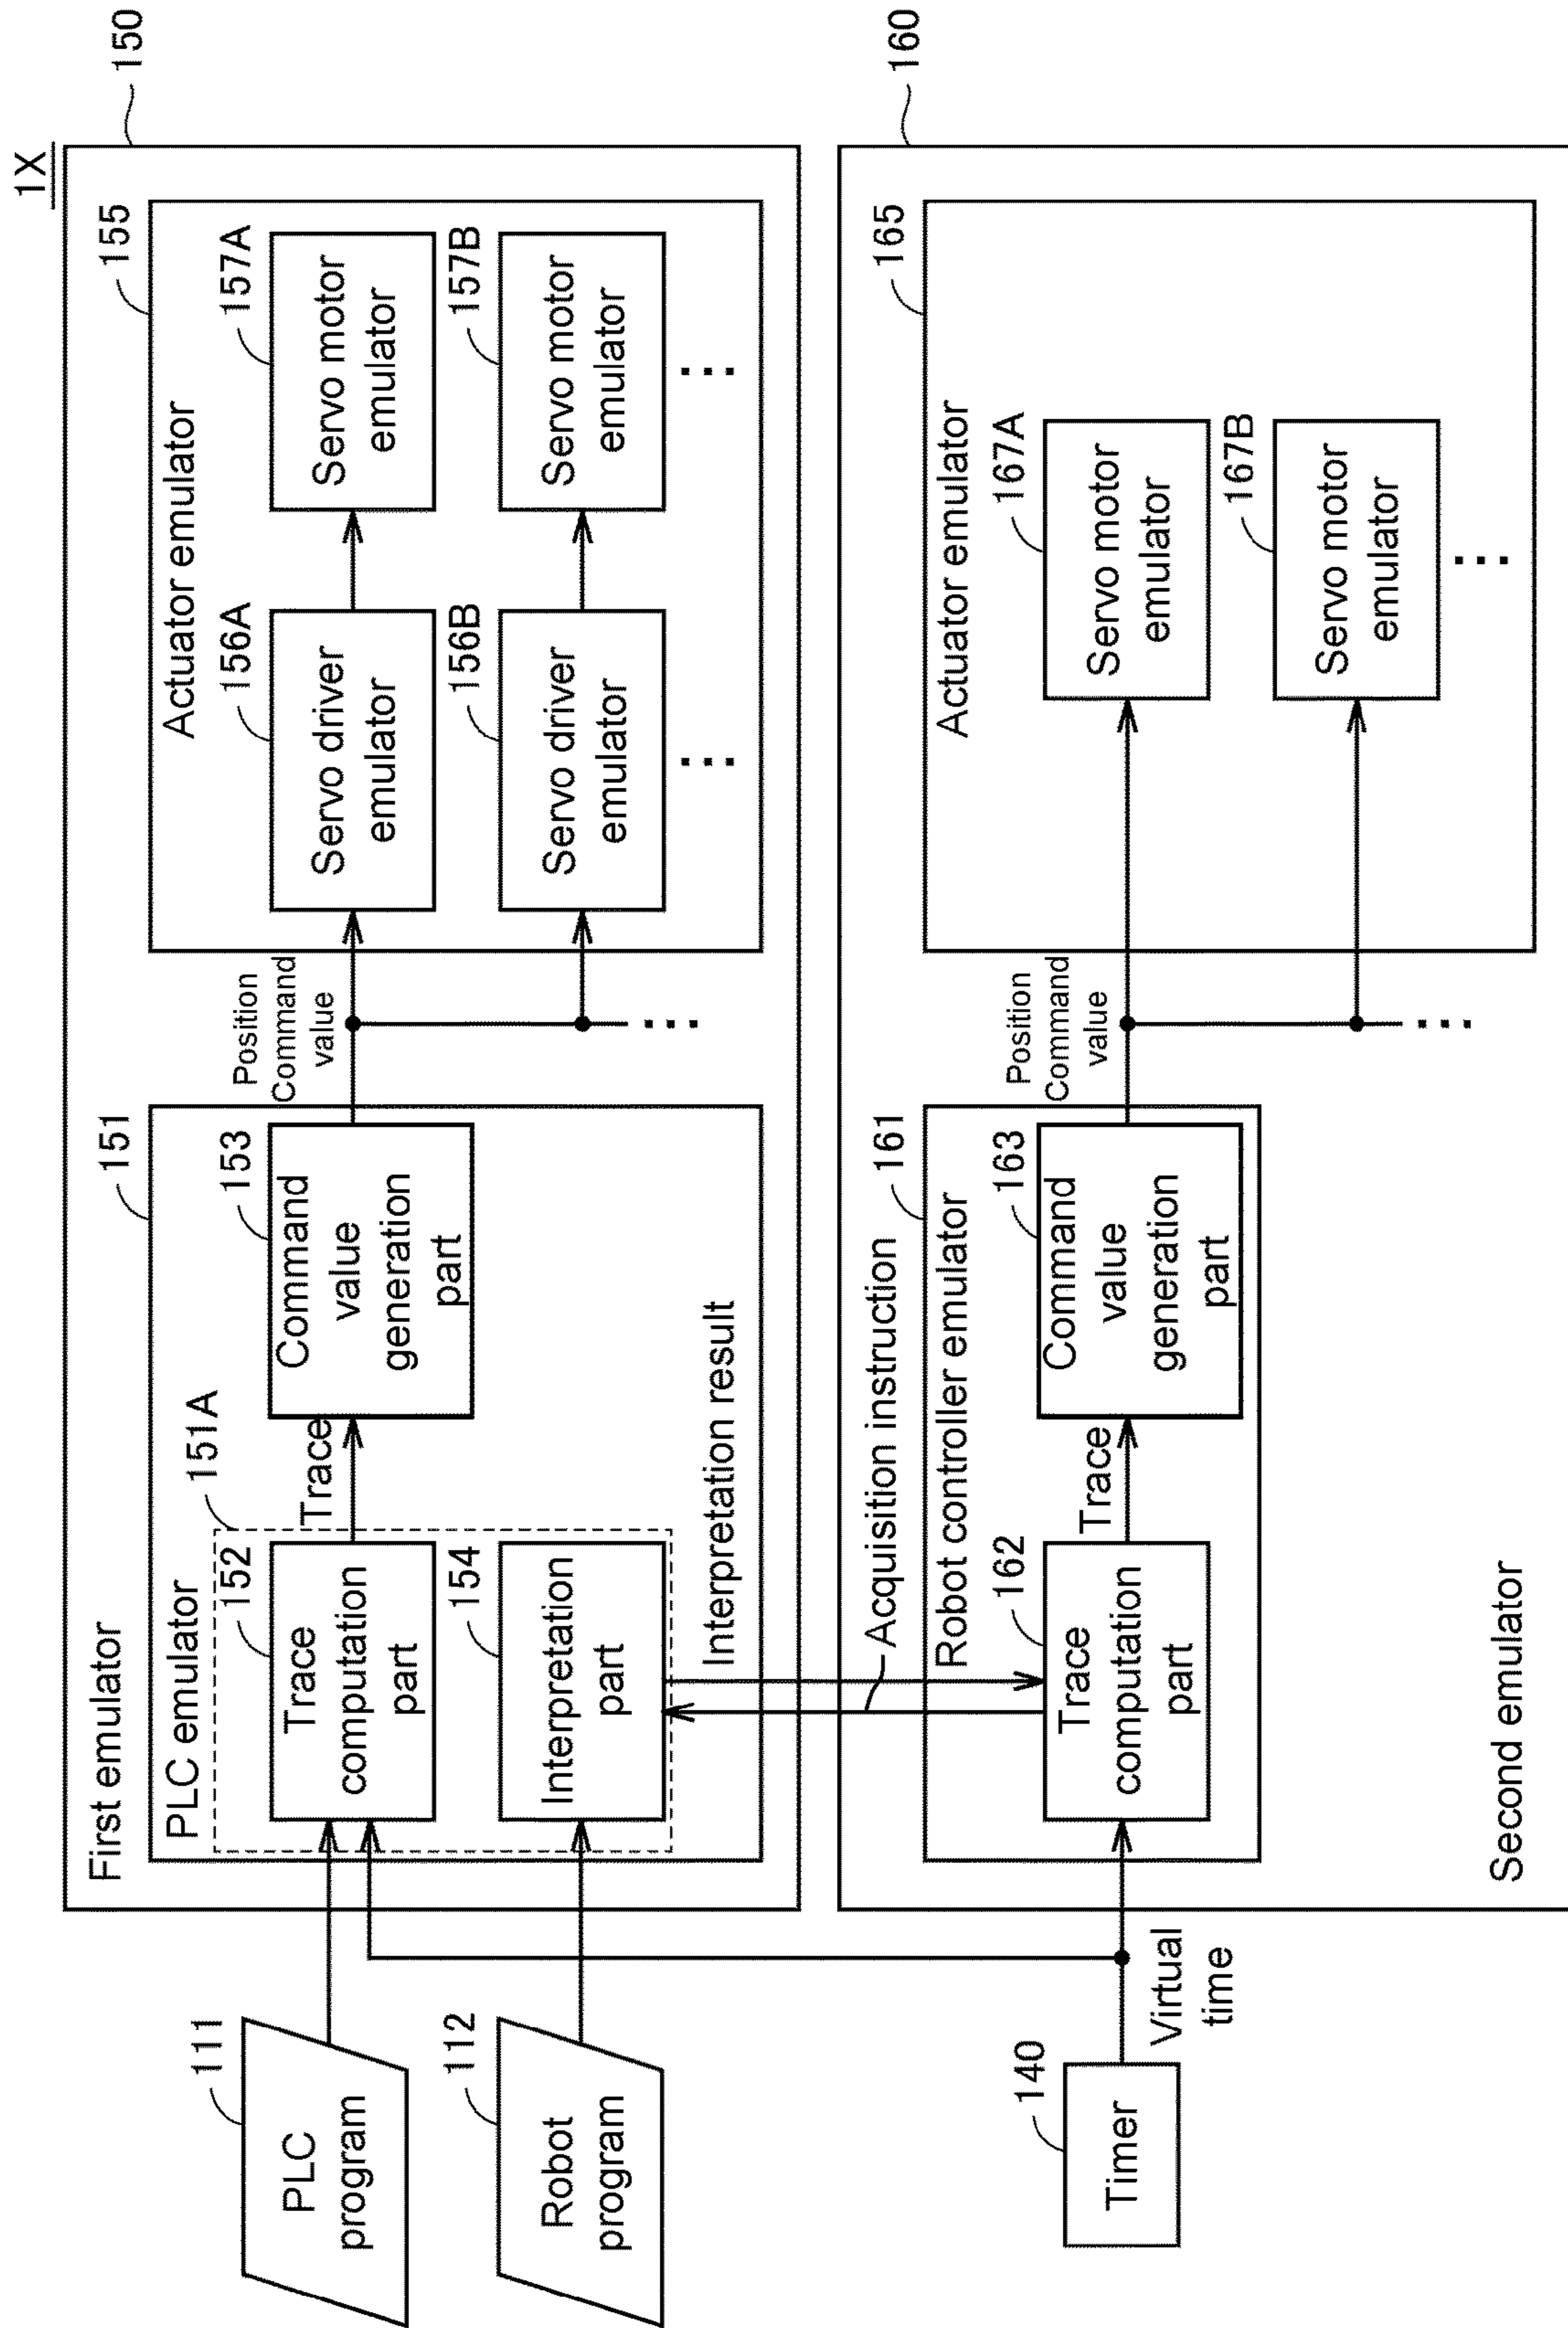 1X
150
First emulator
151
PLC emulator
151A
152
Trace
computation
part
Trace
153
Command
value
generation
part
154
Interpretation
part
Interpretation result
Position
Command
value
155
Actuator emulator
156A
Servo driver
emulator
157A
Servo motor
emulator
156B
Servo driver
emulator
157B
Servo motor
emulator
...
...
...
111
PLC
program
112
Robot
program
140
Timer
Virtual
time
Acquisition instruction
160
Second emulator
161
Robot controller emulator
162
Trace
computation
part
Trace
163
Command
value
generation
part
Position
Command
value
165
Actuator emulator
167A
Servo motor
emulator
167B
Servo motor
emulator
...
...